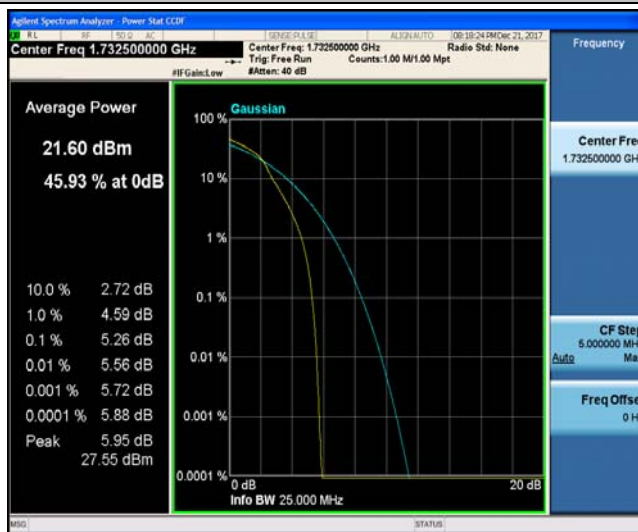 Agilent Spectrum Analyzer - Power Stat CCDF
RL RF 50 Ω AC SENSE:PULSE ALIGNAUTO 08:18:24 PM Dec 21, 2017
Center Freq 1.732500000 GHz
Center Freq: 1.732500000 GHz Radio Std: None
Trig: Free Run Counts:1.00 M/1.00 Mpt
#IFGain:Low #Atten: 40 dB
Frequency
Average Power
21.60 dBm
45.93 % at 0dB
10.0 % 2.72 dB
1.0 % 4.59 dB
0.1 % 5.26 dB
0.01 % 5.56 dB
0.001 % 5.72 dB
0.0001 % 5.88 dB
Peak 5.95 dB
27.55 dBm
Gaussian
100 %
10 %
1 %
0.1 %
0.01 %
0.001 %
0.0001 %
0 dB 20 dB
Info BW 25.000 MHz
Center Fre
1.732500000 GH
CF Step
5.000000 MH
Auto Ma
Freq Offse
0 H
MSG STATUS